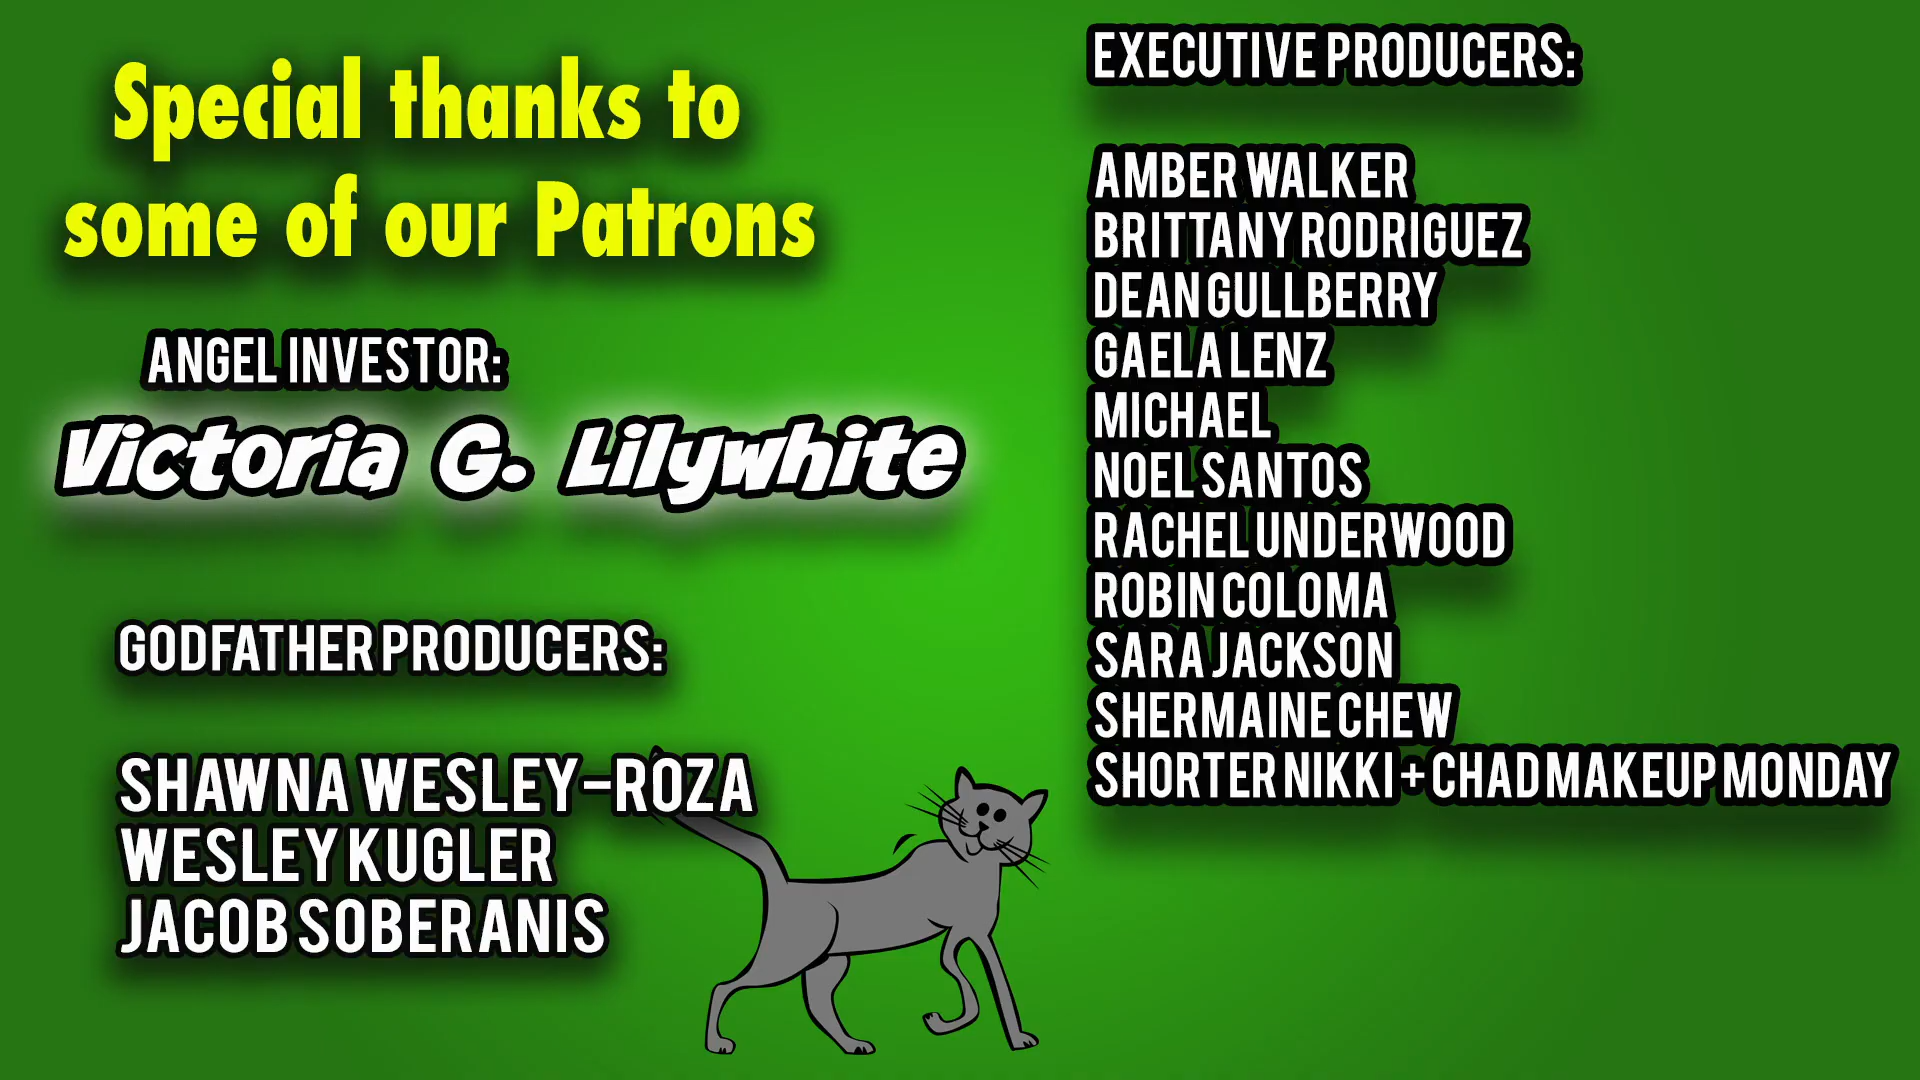 Special thanks to
some of our Patrons
ANGEL INVESTOR:
Victoria G. Lilywhite
GODFATHER PRODUCERS:
SHAWNA WESLEY-ROZA
WESLEY KUGLER
JACOB SOBERANIS
EXECUTIVE PRODUCERS:
AMBER WALKER
BRITTANY RODRIGUEZ
DEAN GULLBERRY
GAELA LENZ
MICHAEL
NOEL SANTOS
RACHEL UNDERWOOD
ROBIN COLOMA
SARA JACKSON
SHERMAINE CHEW
SHORTER NIKKI + CHAD MAKEUP MONDAY